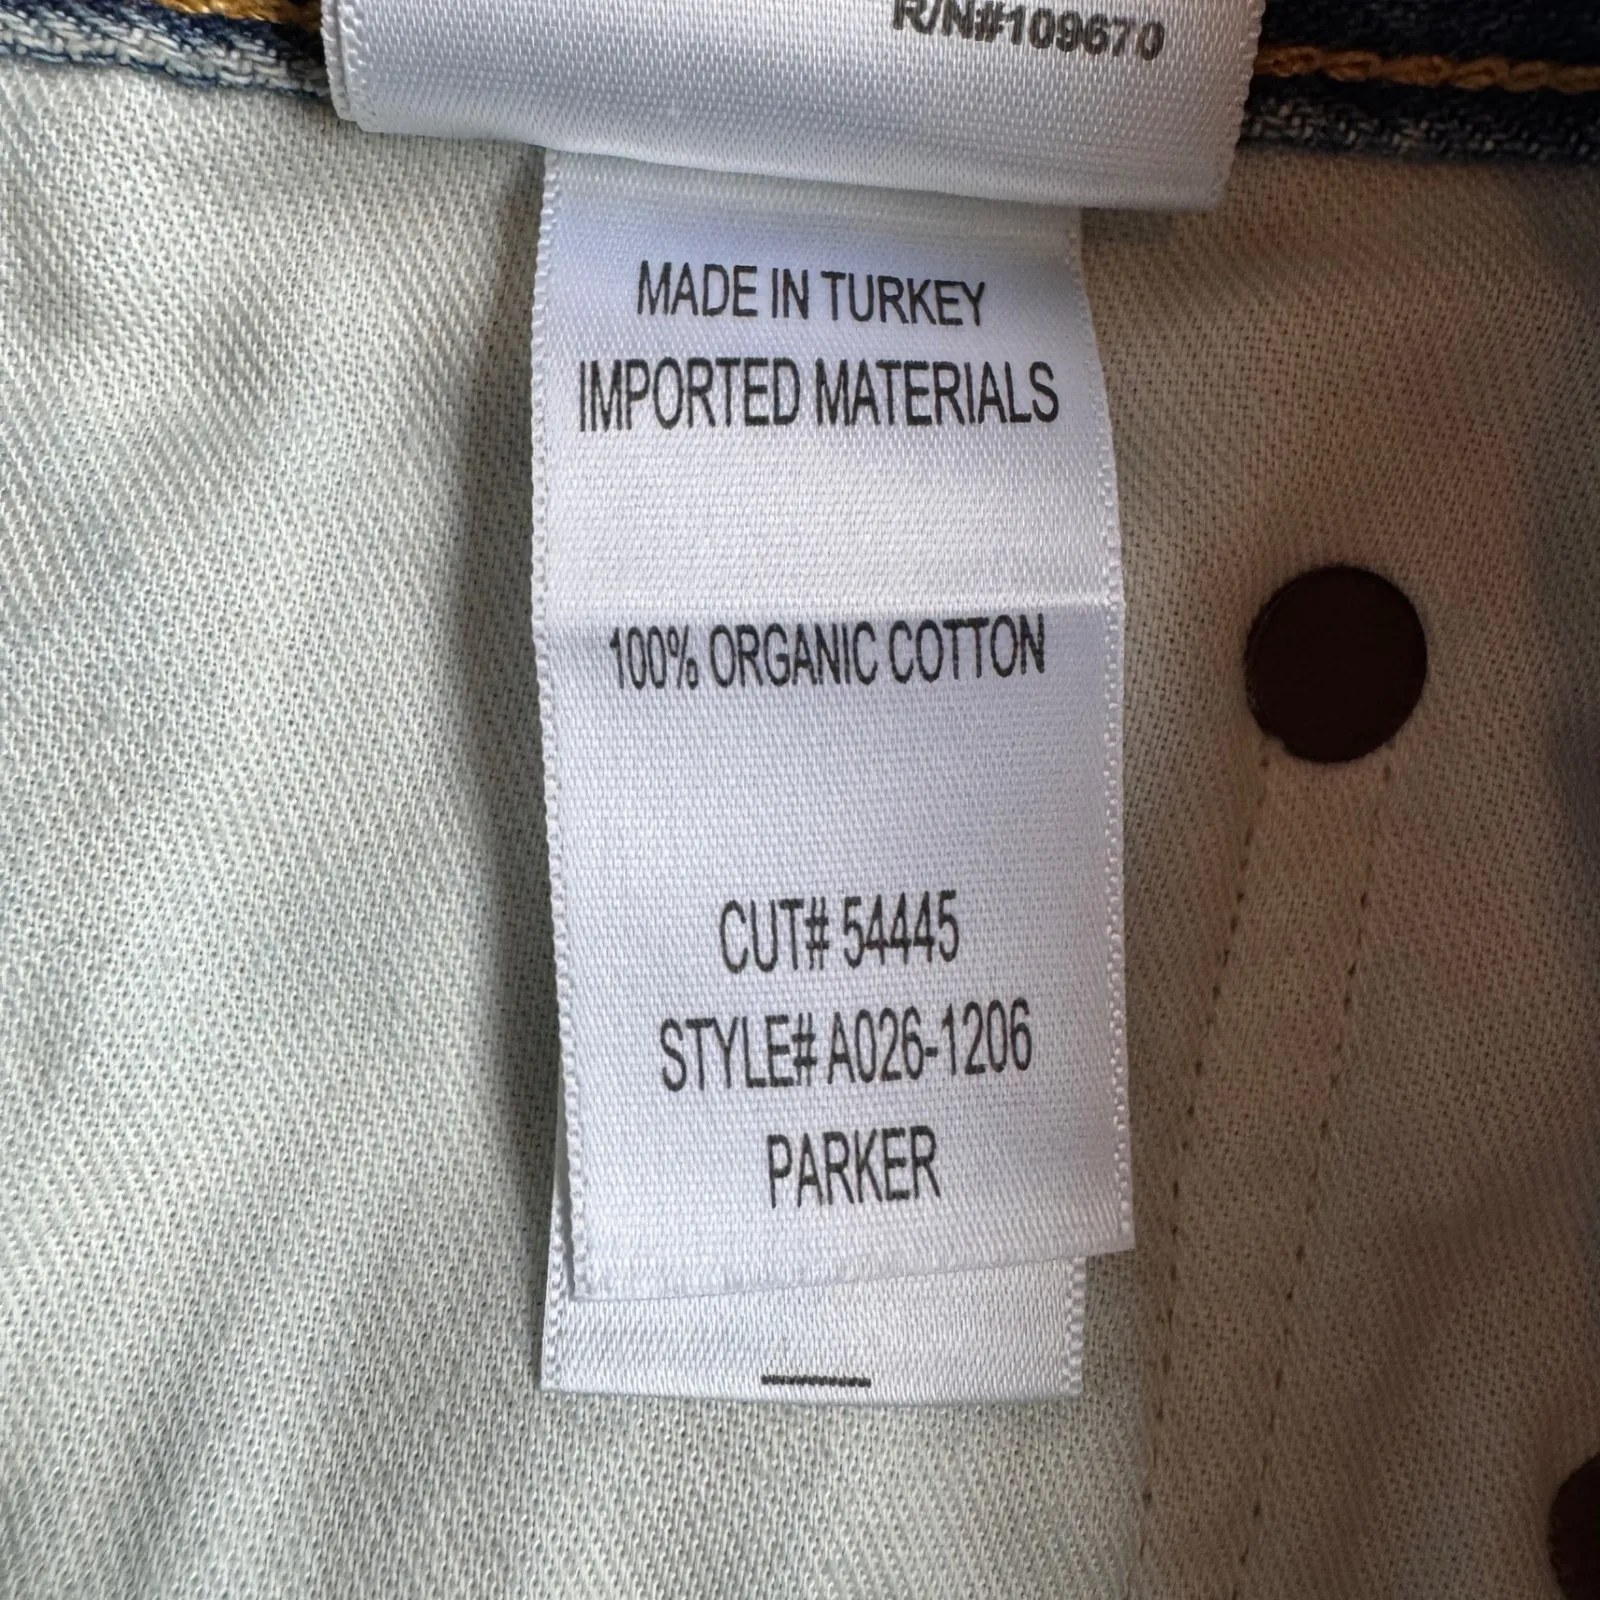 R/N#109670
MADE IN TURKEY
IMPORTED MATERIALS
100% ORGANIC COTTON
CUT# 54445
STYLE# A026-1206
PARKER